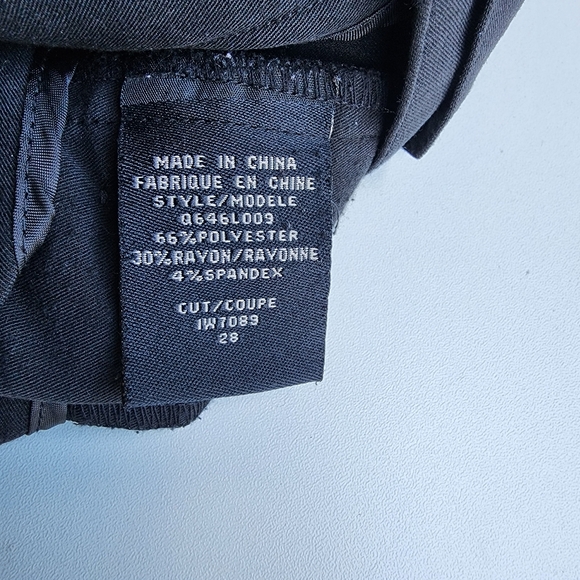 MADE IN CHINA
FABRIQUE EN CHINE
STYLE/MODELE
Q646L009
66%POLYESTER
30%RAYON/RAYONNE
4%SPANDEX
CUT/COUPE
1W7089
28